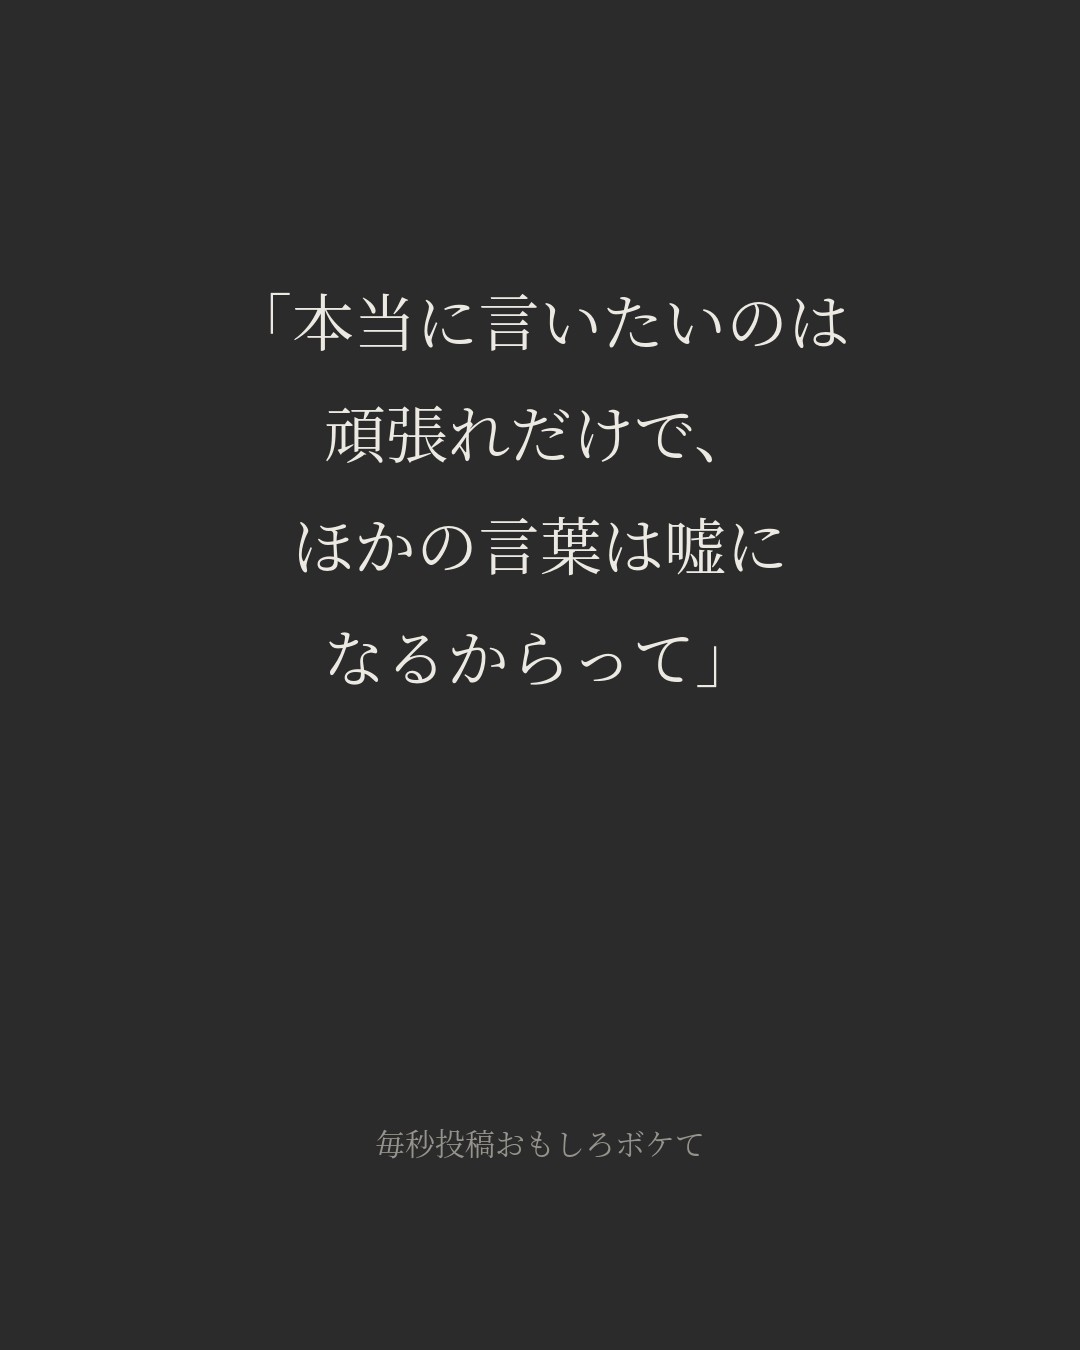 「本当に言いたいのは
頑張れだけで、
ほかの言葉は嘘に
なるからって」
毎秒投稿おもしろボケて